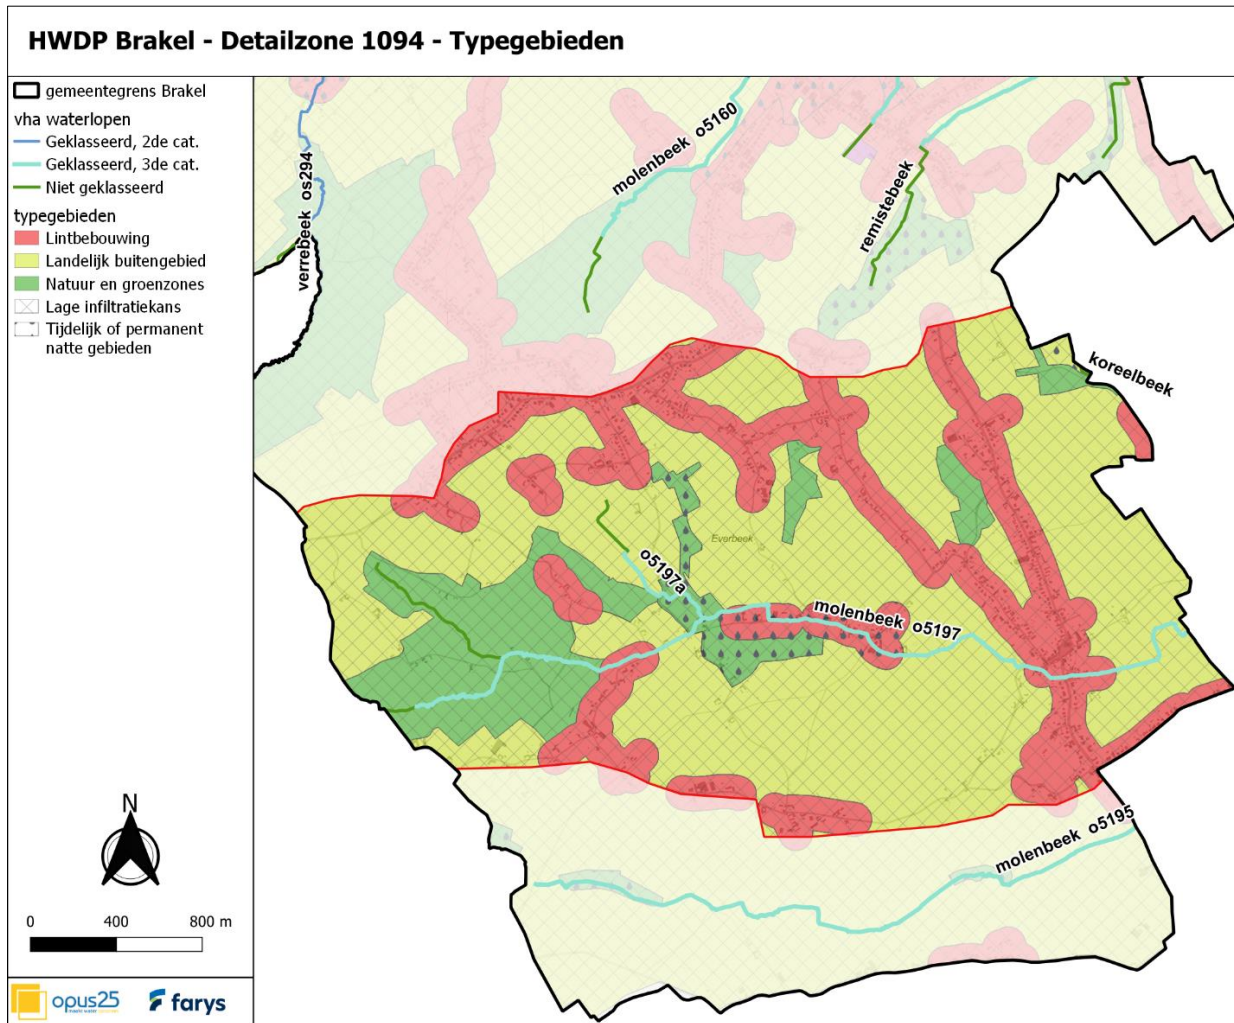 HWDP Brakel - Detailzone 1094 - Typegebieden
gemeentegrens Brakel
vha waterlopen
Geklasseerd, 2de cat.
Geklasseerd, 3de cat.
Niet geklasseerd
typegebieden
Lintbebouwing
Landelijk buitengebied
Natuur en groenzones
Lage infiltratiekans
Tijdelijk of permanent
natte gebieden
verrebeek os294
molenbeek o5160
remistebeek
koreelbeek
Everbeek
o5197a
molenbeek o5197
molenbeek o5195
N
0 400 800 m
opus25
farys